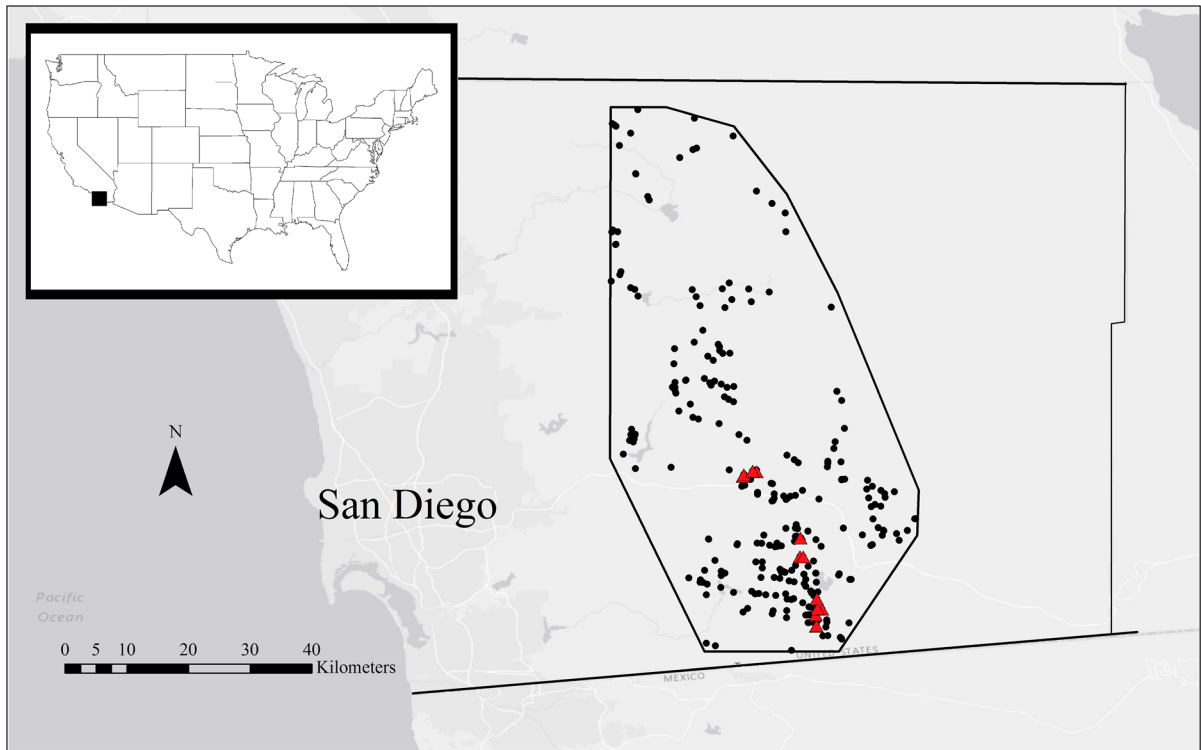 N
San Diego
Pacific
Ocean
0 5 10 20 30 40
Kilometers
UNITED STATES
MEXICO